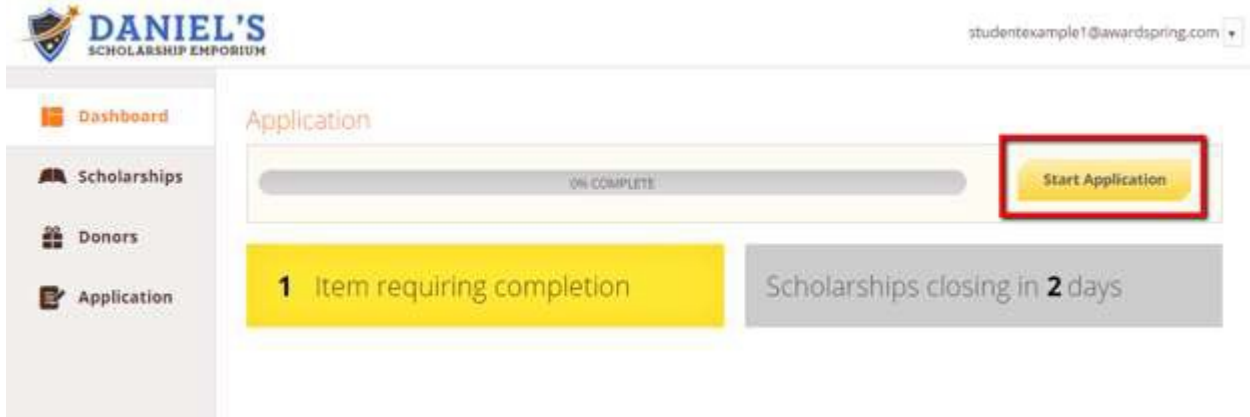 DANIEL'S
SCHOLARSHIP EMPORIUM
studentexample1@awardspring.com
Dashboard
Scholarships
Donors
Application
Application
0% COMPLETE
Start Application
1 Item requiring completion
Scholarships closing in 2 days